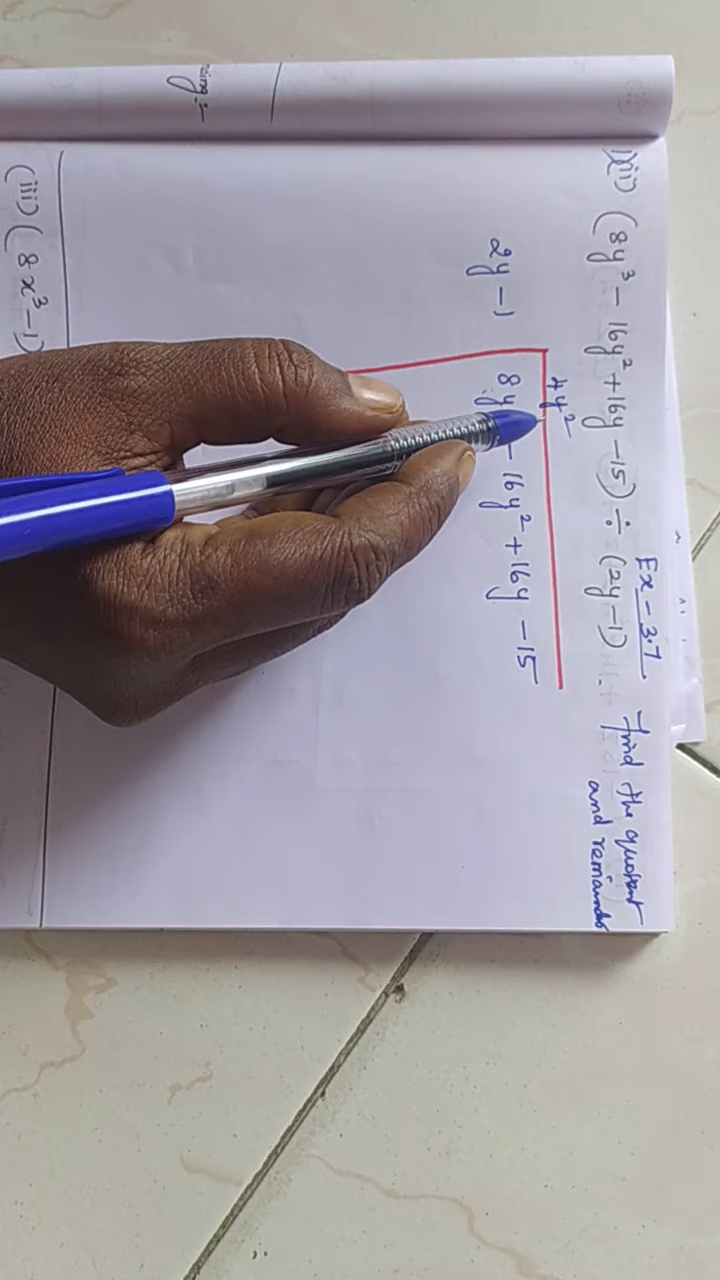 Ex - 3.7
(ii) (8y³ - 16y² + 16y - 15) ÷ (2y - 1) find the quotient
and remainder
4y²
2y - 1 8y - 16y² + 16y - 15
(iii) (8x³ - 1)